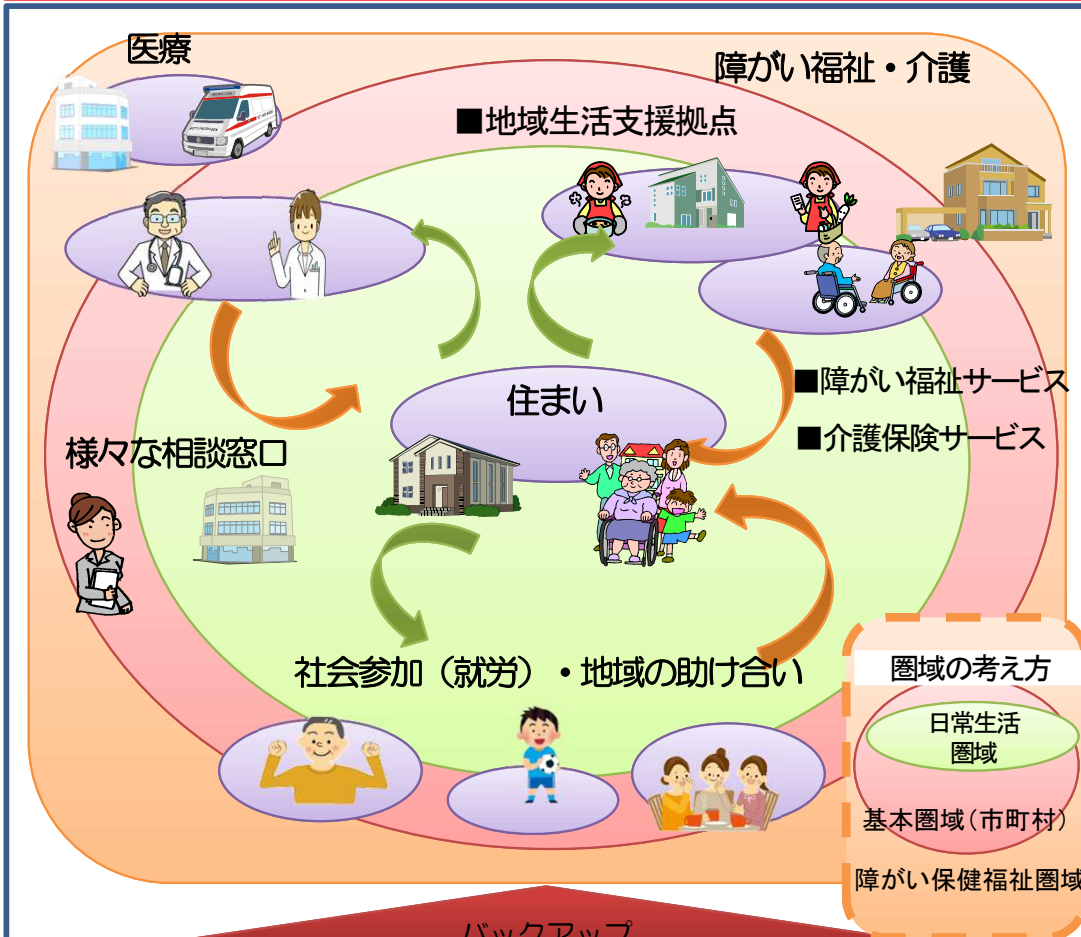 医療
障がい福祉・介護
■地域生活支援拠点
住まい
■障がい福祉サービス
■介護保険サービス
様々な相談窓口
社会参加（就労）・地域の助け合い
圏域の考え方
日常生活
圏域
基本圏域（市町村）
障がい保健福祉圏域
バックアップ